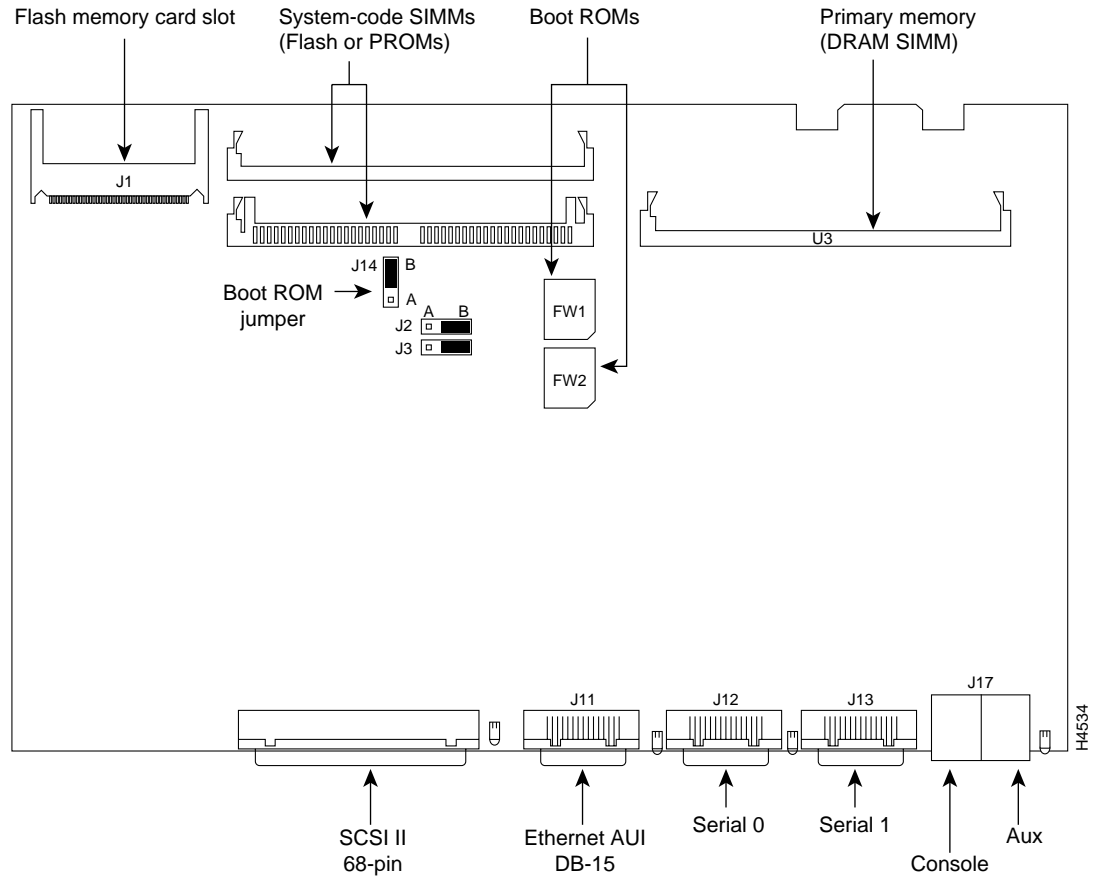 Flash memory card slot
System-code SIMMs
(Flash or PROMs)
Boot ROMs
Primary memory
(DRAM SIMM)
J1
U3
J14
B
A
Boot ROM
jumper
A B
J2
J3
FW1
FW2
J11
J12
J13
J17
H4534
SCSI II
68-pin
Ethernet AUI
DB-15
Serial 0
Serial 1
Console
Aux